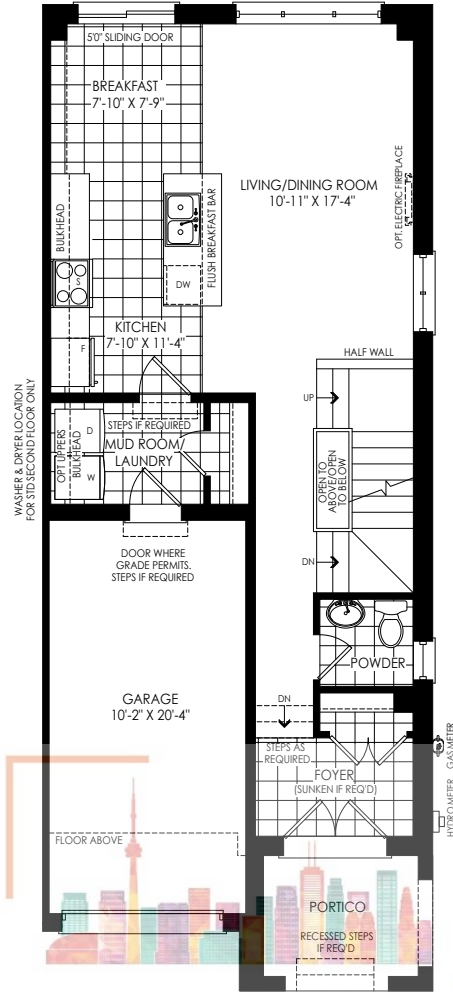 5'0" SLIDING DOOR
BREAKFAST
7'-10" X 7'-9"
LIVING/DINING ROOM
10'-11" X 17'-4"
OPT. ELECTRIC FIREPLACE
BULKHEAD
FLUSH BREAKFAST BAR
S
DW
KITCHEN
7'-10" X 11'-4"
F
HALF WALL
UP
WASHER & DRYER LOCATION
FOR STD SECOND FLOOR ONLY
OPT UPPERS
BULKHEAD
D
W
STEPS IF REQUIRED
MUD ROOM/
LAUNDRY
OPEN TO
ABOVE/OPEN
TO BELOW
DN
DOOR WHERE
GRADE PERMITS.
STEPS IF REQUIRED
POWDER
GARAGE
10'-2" X 20'-4"
DN
STEPS AS
REQUIRED
FOYER
(SUNKEN IF REQ'D)
GAS METER
HYDRO METER
FLOOR ABOVE
PORTICO
RECESSED STEPS
IF REQ'D